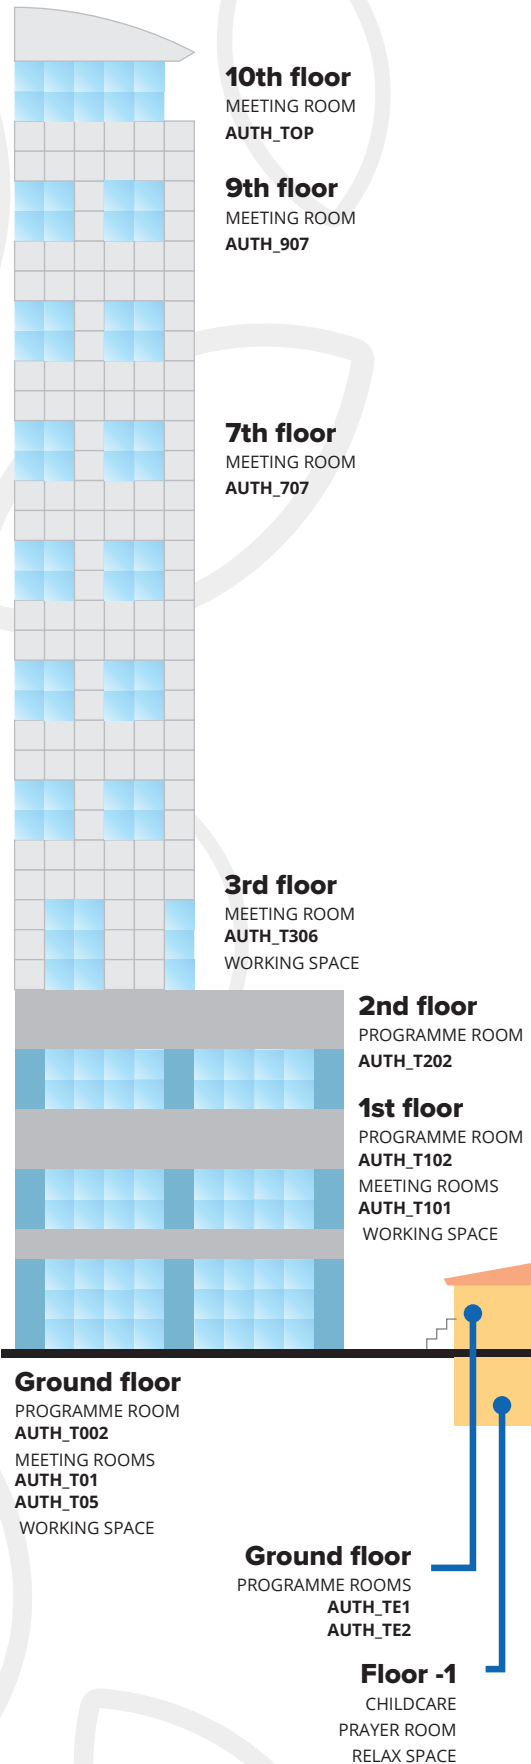 10th floor
MEETING ROOM
AUTH_TOP
9th floor
MEETING ROOM
AUTH_907
7th floor
MEETING ROOM
AUTH_707
3rd floor
MEETING ROOM
AUTH_T306
WORKING SPACE
2nd floor
PROGRAMME ROOM
AUTH_T202
1st floor
PROGRAMME ROOM
AUTH_T102
MEETING ROOMS
AUTH_T101
WORKING SPACE
Ground floor
PROGRAMME ROOM
AUTH_T002
MEETING ROOMS
AUTH_T01
AUTH_T05
WORKING SPACE
Ground floor
PROGRAMME ROOMS
AUTH_TE1
AUTH_TE2
Floor -1
CHILDCARE
PRAYER ROOM
RELAX SPACE